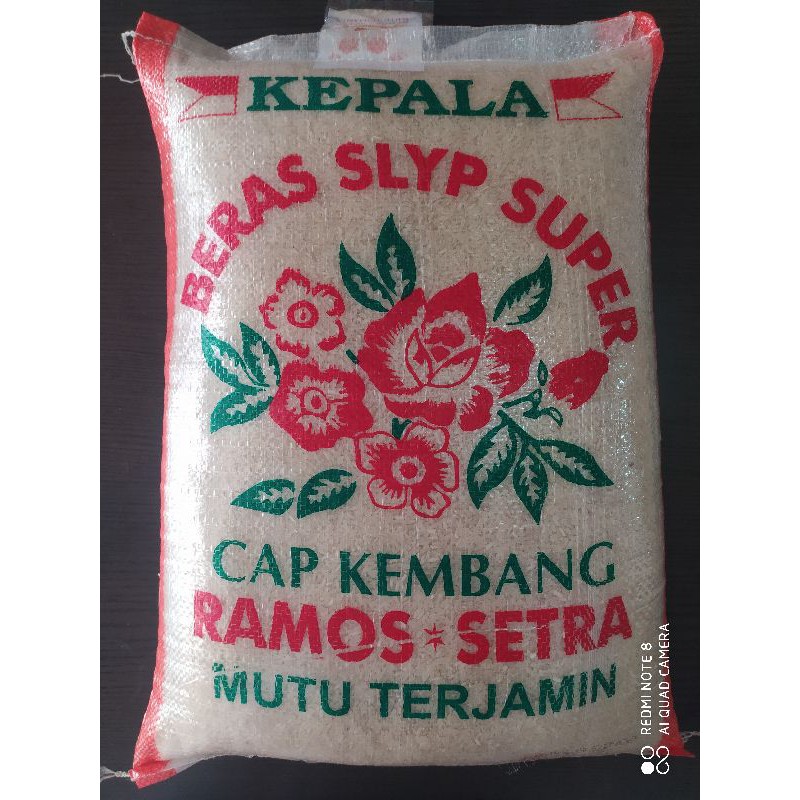 KEPALA
BERAS SLYP SUPER
CAP KEMBANG
RAMOS * SETRA
MUTU TERJAMIN
REDMI NOTE 8
AI QUAD CAMERA